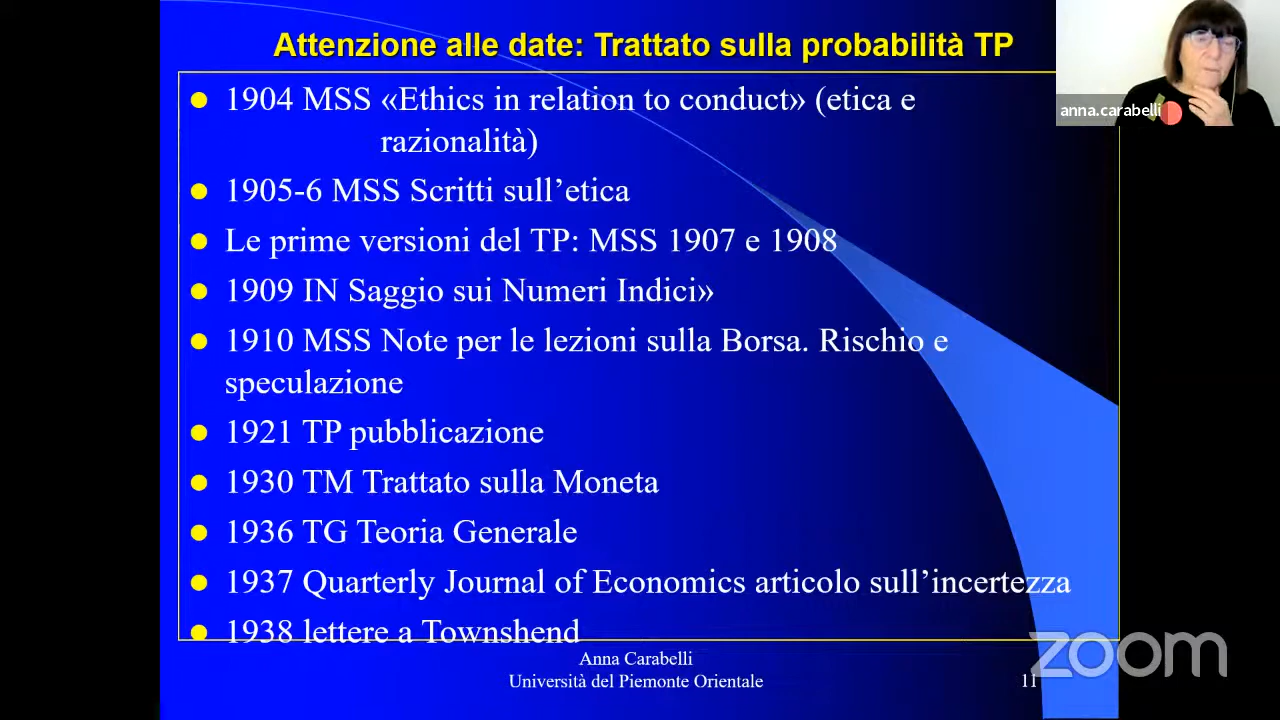 Attenzione alle date: Trattato sulla probabilità TP
1904 MSS «Ethics in relation to conduct» (etica e
razionalità)
1905-6 MSS Scritti sull’etica
Le prime versioni del TP: MSS 1907 e 1908
1909 IN Saggio sui Numeri Indici»
1910 MSS Note per le lezioni sulla Borsa. Rischio e
speculazione
1921 TP pubblicazione
1930 TM Trattato sulla Moneta
1936 TG Teoria Generale
1937 Quarterly Journal of Economics articolo sull’incertezza
1938 lettere a Townshend
Anna Carabelli
Università del Piemonte Orientale
11
anna.carabelli
zoom